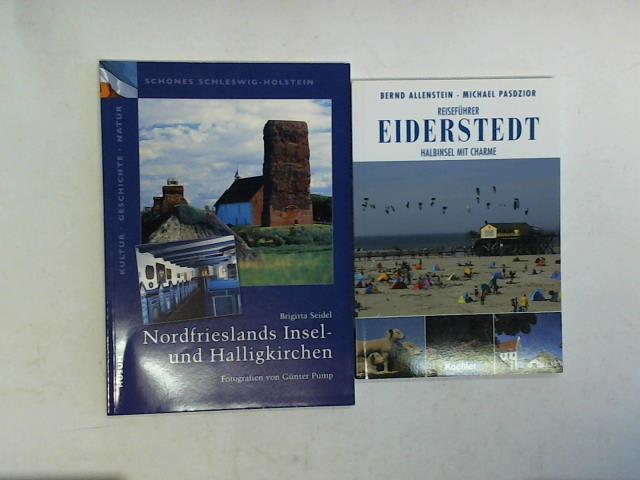 SCHÖNES SCHLESWIG-HOLSTEIN
KULTUR · GESCHICHTE · NATUR
Brigitta Seidel
Nordfrieslands Insel-
und Halligkirchen
Fotografien von Günter Pump
HUSUM
BERND ALLENSTEIN · MICHAEL PASDZIOR
REISEFÜHRER
EIDERSTEDT
HALBINSEL MIT CHARME
Koehler